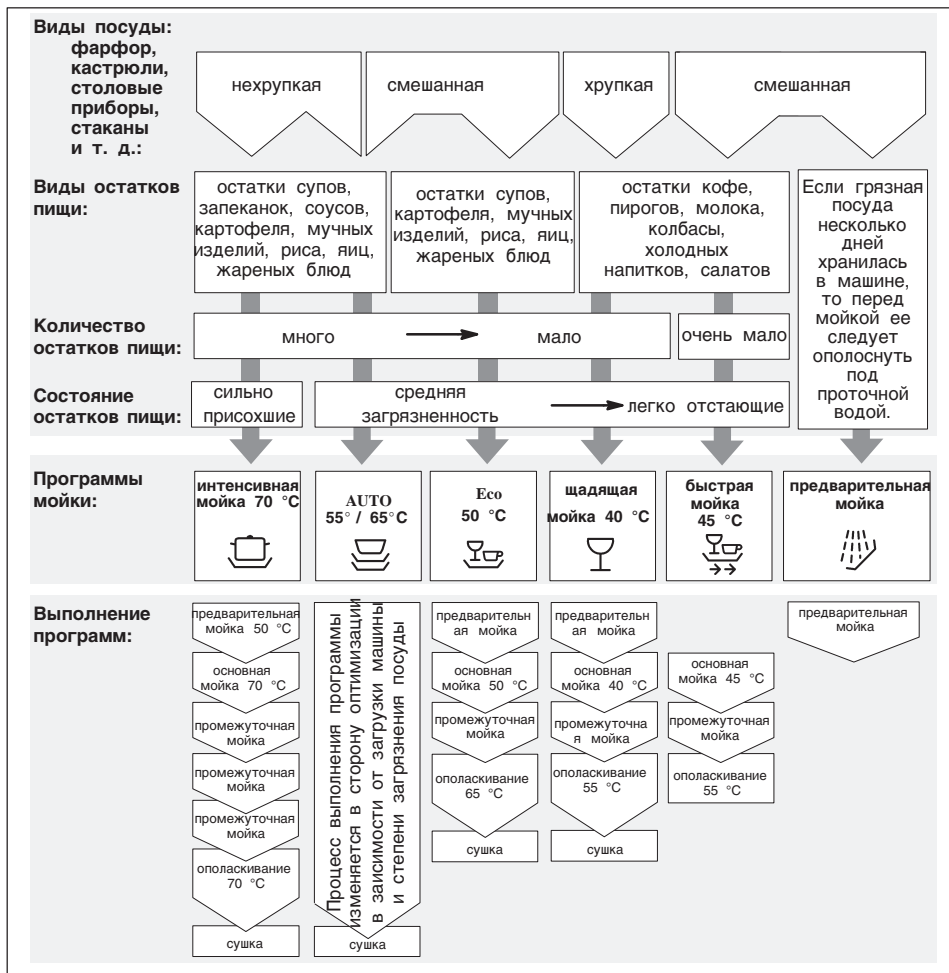 Виды посуды:
фарфор,
кастрюли,
столовые
приборы,
стаканы
и т. д.:
нехрупкая
смешанная
хрупкая
смешанная
Виды остатков
пищи:
остатки супов,
запеканок, соусов,
картофеля, мучных
изделий, риса, яиц,
жареных блюд
остатки супов,
картофеля, мучных
изделий, риса, яиц,
жареных блюд
остатки кофе,
пирогов, молока,
колбасы,
холодных
напитков, салатов
Если грязная
посуда
несколько
дней
хранилась
в машине,
то перед
мойкой ее
следует
ополоснуть
под
проточной
водой.
Количество
остатков пищи:
много
мало
очень мало
Состояние
остатков пищи:
сильно
присохшие
средняя
загрязненность
легко отстающие
Программы
мойки:
интенсивная
мойка 70 °C
AUTO
55° / 65°C
Eco
50 °C
щадящая
мойка 40 °C
быстрая
мойка
45 °C
предварительная
мойка
Выполнение
программ:
предварительная
мойка 50 °C
основная
мойка 70 °C
промежуточная
мойка
промежуточная
мойка
промежуточная
мойка
ополаскивание
70 °C
сушка
Процесс выполнения программы
изменяется в сторону оптимизации
в заисимости от загрузки машины
и степени загрязнения посуды
сушка
предварительн
ая мойка
основная
мойка 50 °C
промежуточная
мойка
ополаскивание
65 °C
сушка
предварительн
ая мойка
основная
мойка 40 °C
промежуточна
я мойка
ополаскивание
55 °C
сушка
основная
мойка 45 °C
промежуточная
мойка
ополаскивание
55 °C
предварительная
мойка